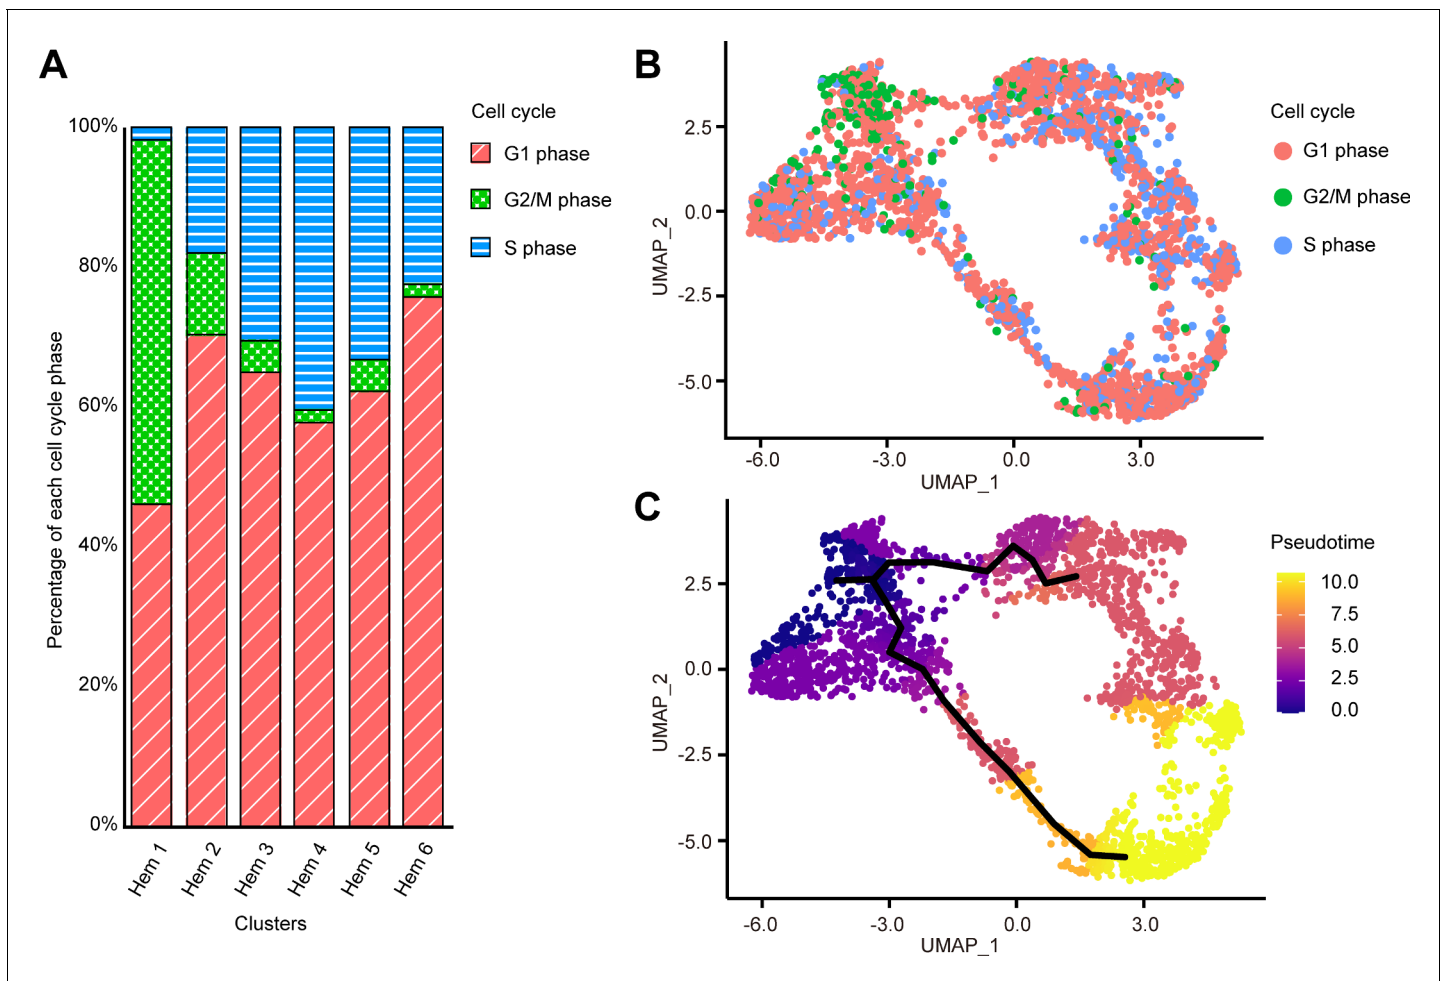 A
Cell cycle
G1 phase
G2/M phase
S phase
100%
80%
60%
40%
20%
0%
Percentage of each cell cycle phase
Hem 1
Hem 2
Hem 3
Hem 4
Hem 5
Hem 6
Clusters
B
Cell cycle
G1 phase
G2/M phase
S phase
2.5
0.0
-2.5
-5.0
UMAP_2
-6.0
-3.0
0.0
3.0
UMAP_1
C
Pseudotime
10.0
7.5
5.0
2.5
0.0
2.5
0.0
-2.5
-5.0
UMAP_2
-6.0
-3.0
0.0
3.0
UMAP_1